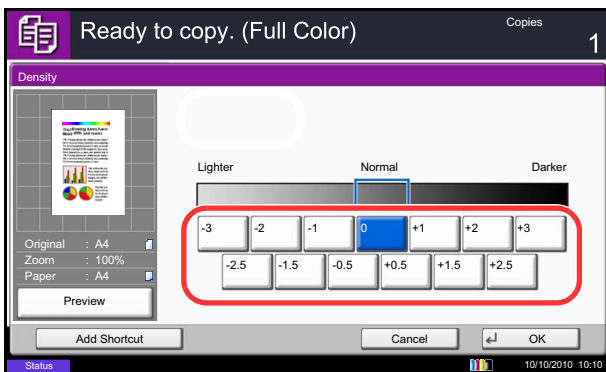 Ready to copy. (Full Color)
Copies
1
Density
Lighter Normal Darker
-3 -2 -1 0 +1 +2 +3
-2.5 -1.5 -0.5 +0.5 +1.5 +2.5
Original : A4
Zoom : 100%
Paper : A4
Preview
Add Shortcut
Cancel
OK
Status
10/10/2010 10:10